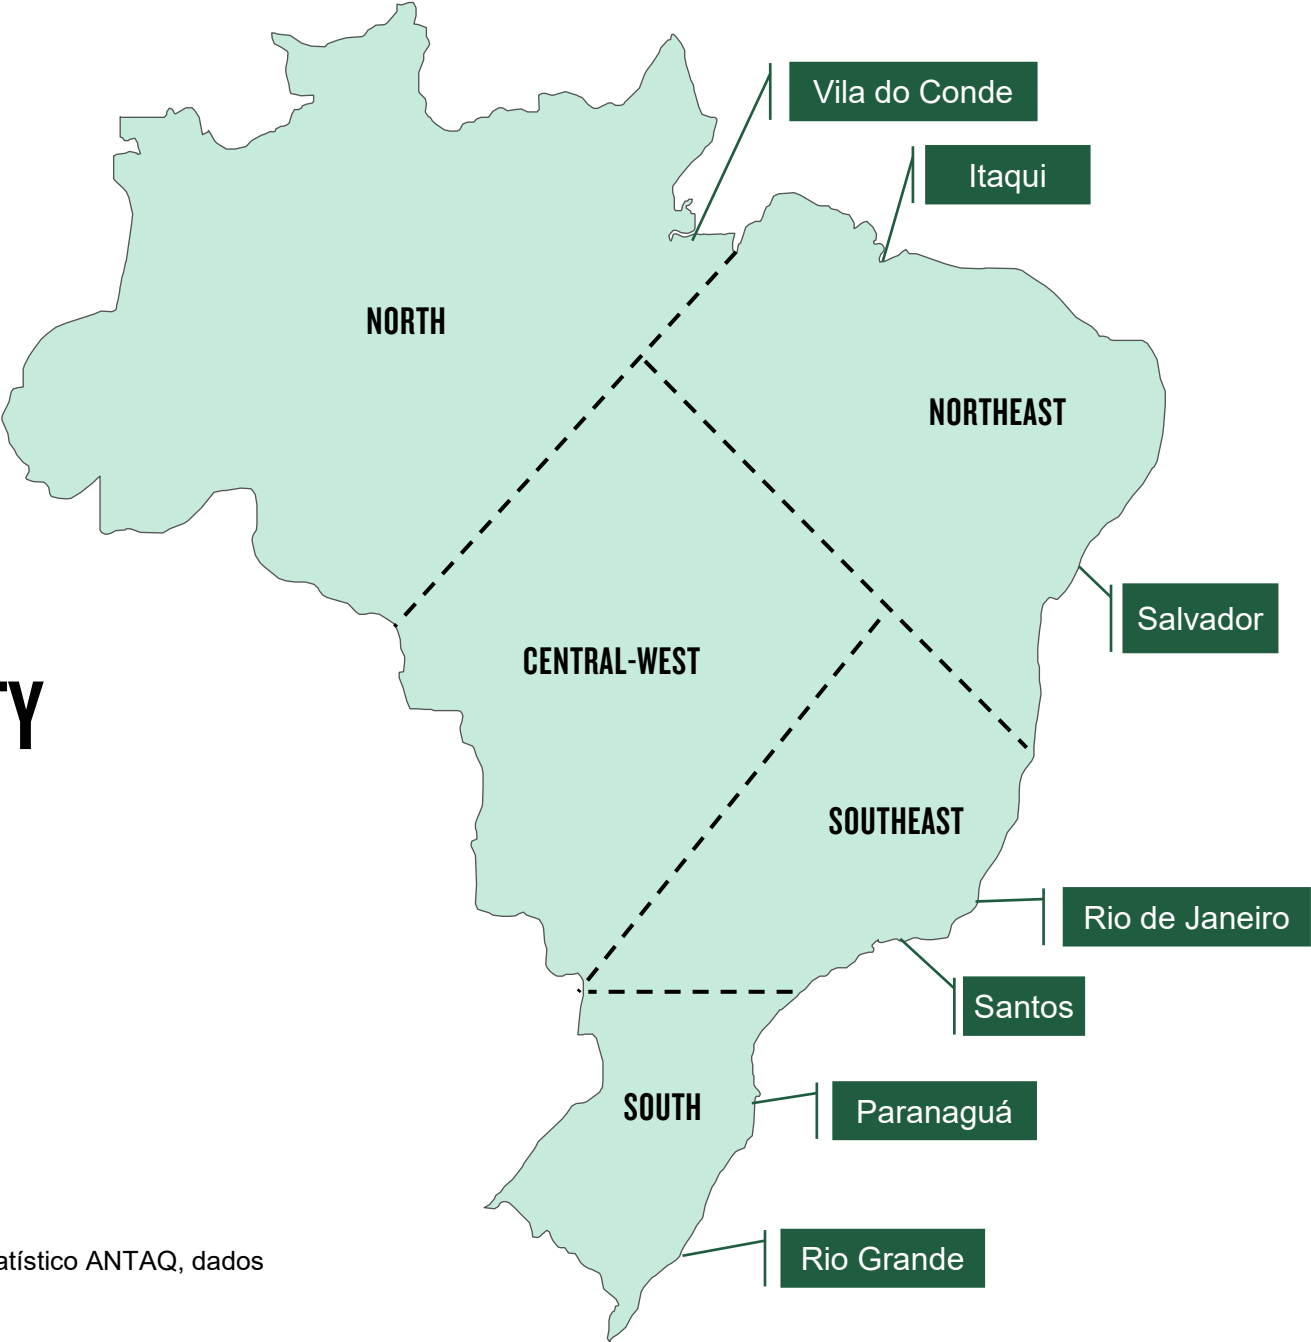 Vila do Conde
Itaqui
NORTH
NORTHEAST
Salvador
CENTRAL-WEST
TY
SOUTHEAST
Rio de Janeiro
Santos
SOUTH
Paranaguá
Rio Grande
atístico ANTAQ, dados